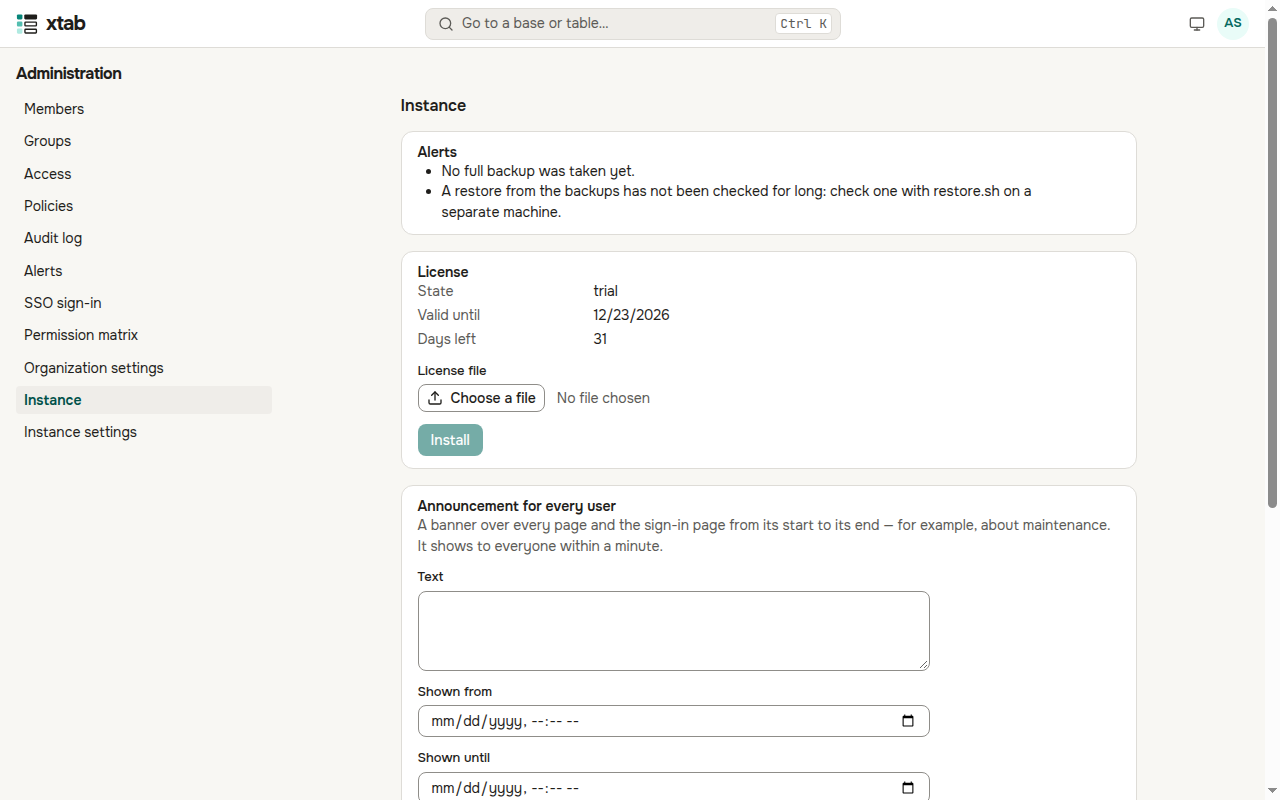 xtab
Go to a base or table...
Ctrl K
AS
Administration
Members
Groups
Access
Policies
Audit log
Alerts
SSO sign-in
Permission matrix
Organization settings
Instance
Instance settings
Instance
Alerts
No full backup was taken yet.
A restore from the backups has not been checked for long: check one with restore.sh on a
separate machine.
License
State trial
Valid until 12/23/2026
Days left 31
License file
Choose a file No file chosen
Install
Announcement for every user
A banner over every page and the sign-in page from its start to its end — for example, about maintenance.
It shows to everyone within a minute.
Text
Shown from
mm/dd/yyyy, --:-- --
Shown until
mm/dd/yyyy, --:-- --